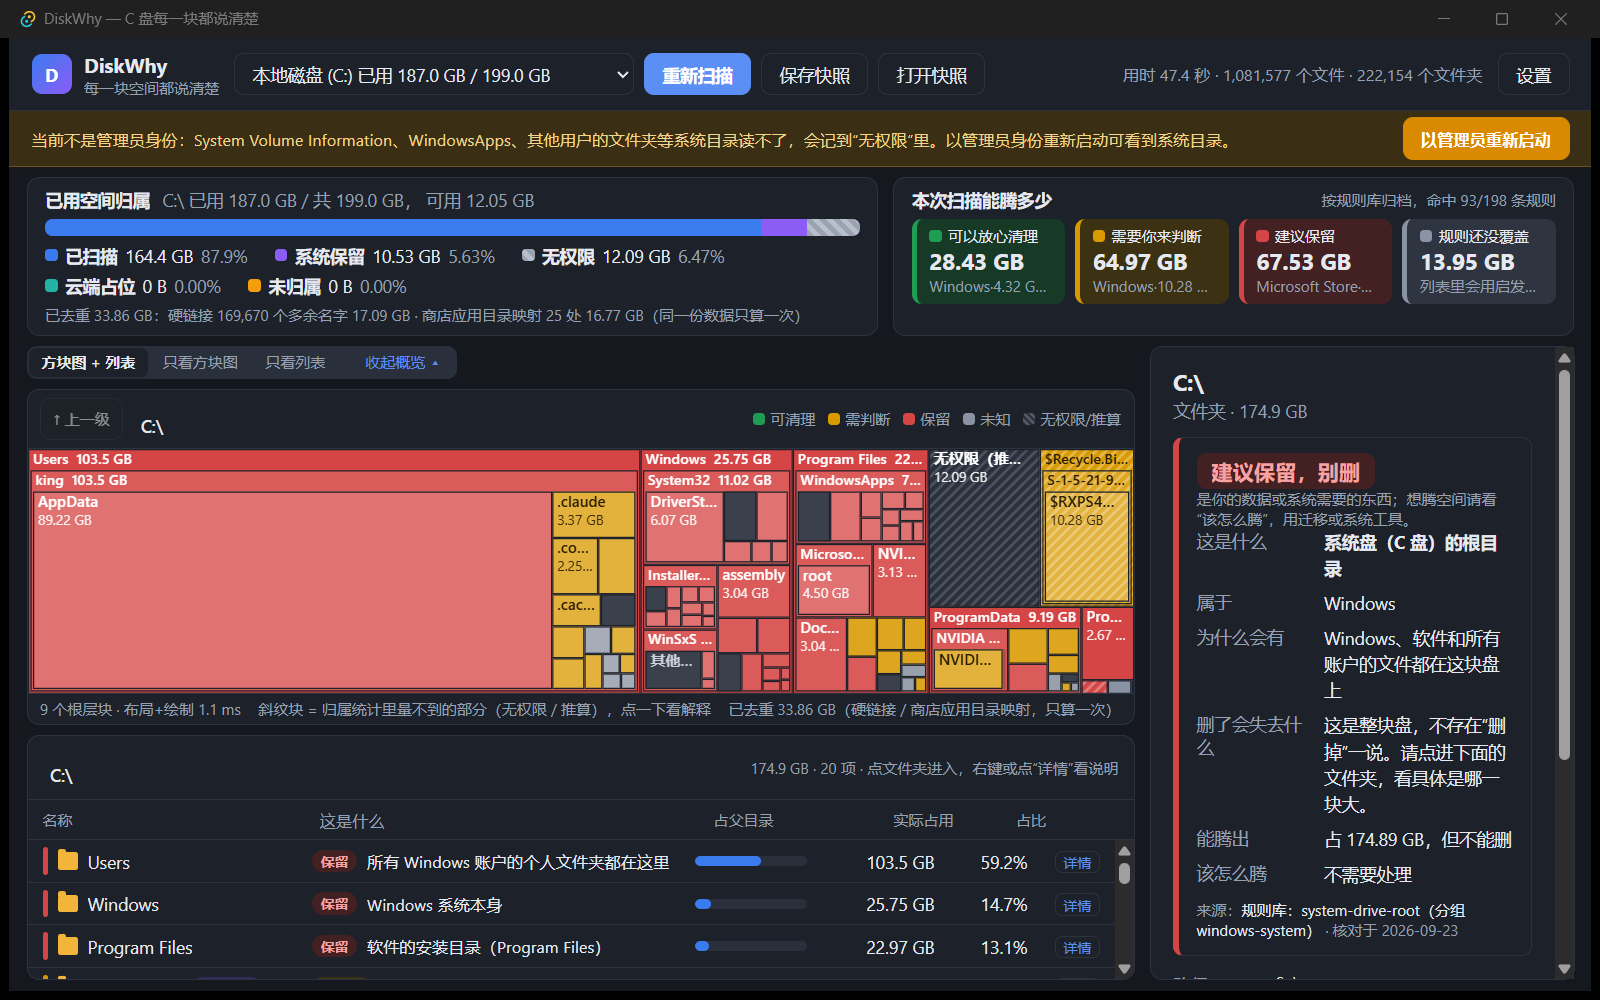 DiskWhy — C 盘每一块都说清楚
D
DiskWhy
每一块空间都说清楚
本地磁盘 (C:) 已用 187.0 GB / 199.0 GB
重新扫描
保存快照
打开快照
用时 47.4 秒 · 1,081,577 个文件 · 222,154 个文件夹
设置
当前不是管理员身份：System Volume Information、WindowsApps、其他用户的文件夹等系统目录读不了，会记到“无权限”里。以管理员身份重新启动可看到系统目录。
以管理员重新启动
已用空间归属 C:\ 已用 187.0 GB / 共 199.0 GB， 可用 12.05 GB
已扫描 164.4 GB 87.9% 系统保留 10.53 GB 5.63% 无权限 12.09 GB 6.47%
云端占位 0 B 0.00% 未归属 0 B 0.00%
已去重 33.86 GB：硬链接 169,670 个多余名字 17.09 GB · 商店应用目录映射 25 处 16.77 GB（同一份数据只算一次）
本次扫描能腾多少
按规则库归档，命中 93/198 条规则
可以放心清理
28.43 GB
Windows·4.32 G...
需要你来判断
64.97 GB
Windows·10.28 ...
建议保留
67.53 GB
Microsoft Store·...
规则还没覆盖
13.95 GB
列表里会用启发...
方块图 + 列表
只看方块图
只看列表
收起概览 ▲
↑ 上一级
C:\
可清理 需判断 保留 未知 无权限/推算
Users 103.5 GB
king 103.5 GB
AppData
89.22 GB
.claude
3.37 GB
.co...
2.25...
.cac...
Windows 25.75 GB
System32 11.02 GB
DriverSt...
6.07 GB
Installer...
assembly
3.04 GB
WinSxS ...
其他...
Program Files 22...
WindowsApps 7...
Microso...
root
4.50 GB
NVI...
3.13 ...
Doc...
3.04 ...
无权限（推...
12.09 GB
$Recycle.Bi...
S-1-5-21-9...
$RXPS4...
10.28 GB
ProgramData 9.19 GB
NVIDIA ...
NVIDI...
Pro...
2.67 ...
9 个根层块 · 布局+绘制 1.1 ms 斜纹块 = 归属统计里量不到的部分（无权限 / 推算），点一下看解释 已去重 33.86 GB（硬链接 / 商店应用目录映射，只算一次）
C:\
174.9 GB · 20 项 · 点文件夹进入，右键或点“详情”看说明
名称 这是什么 占父目录 实际占用 占比
Users 保留 所有 Windows 账户的个人文件夹都在这里 103.5 GB 59.2% 详情
Windows 保留 Windows 系统本身 25.75 GB 14.7% 详情
Program Files 保留 软件的安装目录（Program Files） 22.97 GB 13.1% 详情
C:\
文件夹 · 174.9 GB
建议保留，别删
是你的数据或系统需要的东西；想腾空间请看
“该怎么腾”，用迁移或系统工具。
这是什么 系统盘（C 盘）的根目
录
属于 Windows
为什么会有 Windows、软件和所有
账户的文件都在这块盘
上
删了会失去什 这是整块盘，不存在“删
么 掉”一说。请点进下面的
文件夹，看具体是哪一
块大。
能腾出 占 174.89 GB，但不能删
该怎么腾 不需要处理
来源：规则库：system-drive-root（分组
windows-system） · 核对于 2026-09-23